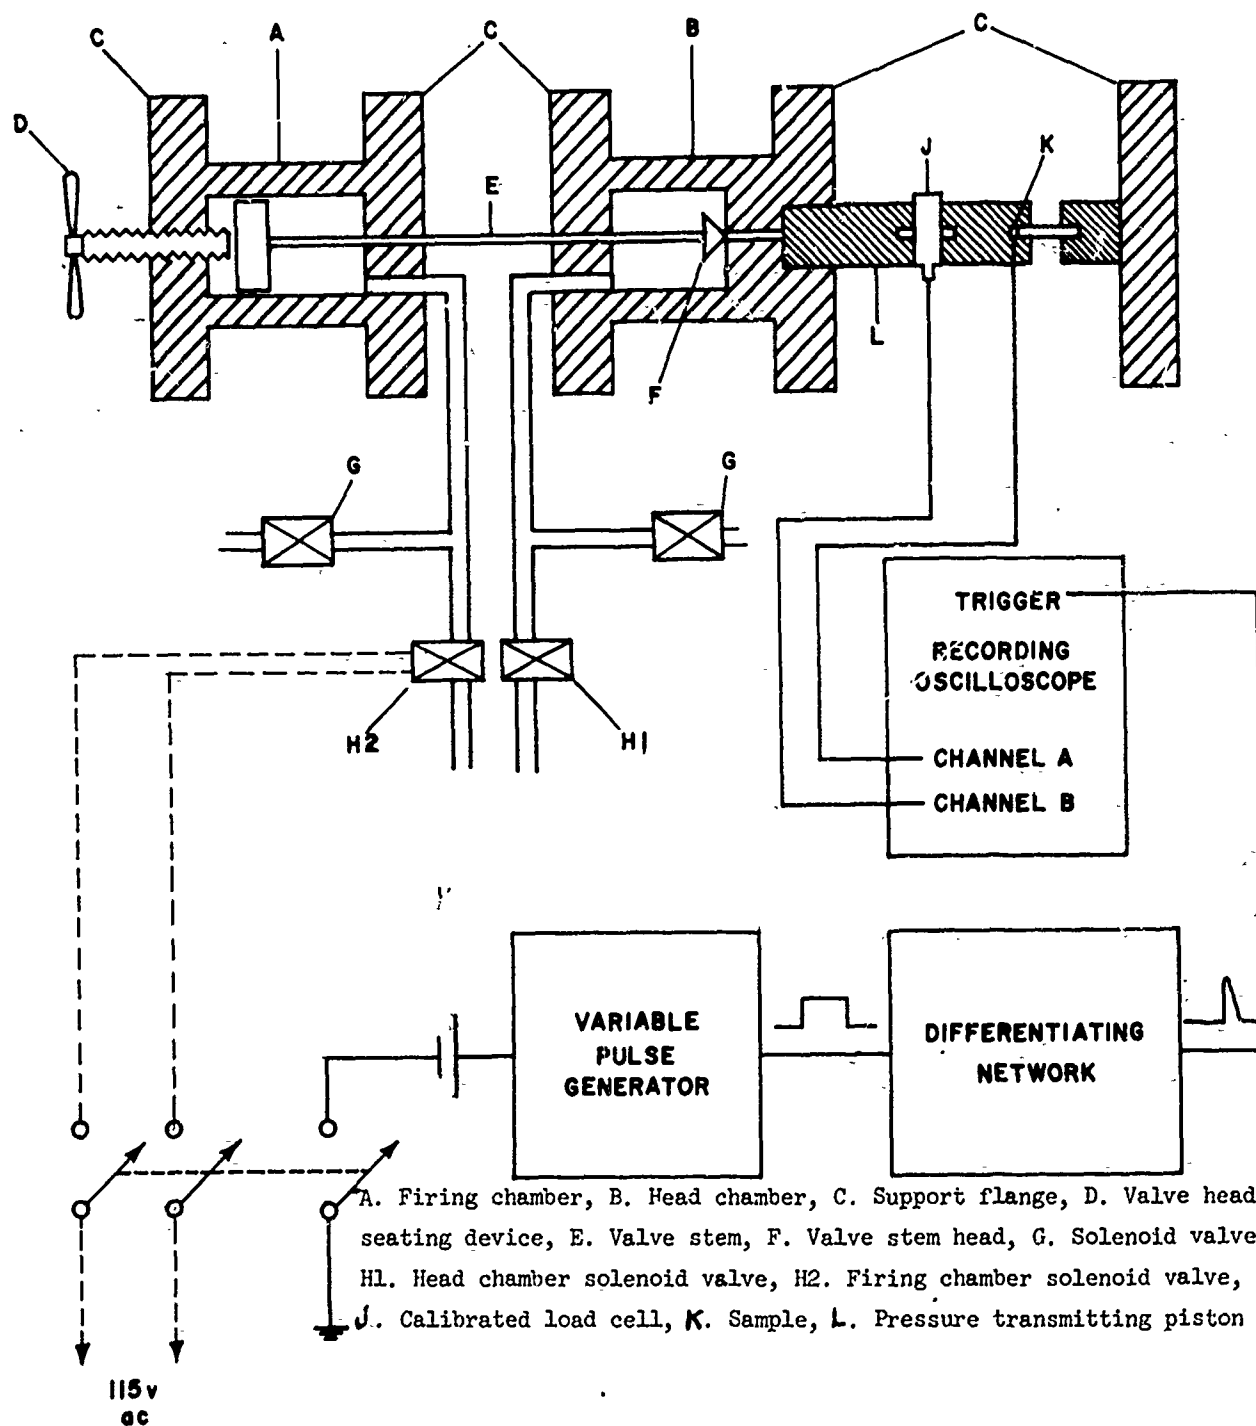 C
A
C
B
C
D
E
J
K
F
L
G
G
TRIGGER
RECORDING
OSCILLOSCOPE
H2
H1
CHANNEL A
CHANNEL B
VARIABLE
PULSE
GENERATOR
DIFFERENTIATING
NETWORK
A. Firing chamber, B. Head chamber, C. Support flange, D. Valve head
seating device, E. Valve stem, F. Valve stem head, G. Solenoid valve
H1. Head chamber solenoid valve, H2. Firing chamber solenoid valve,
J. Calibrated load cell, K. Sample, L. Pressure transmitting piston
115v
ac